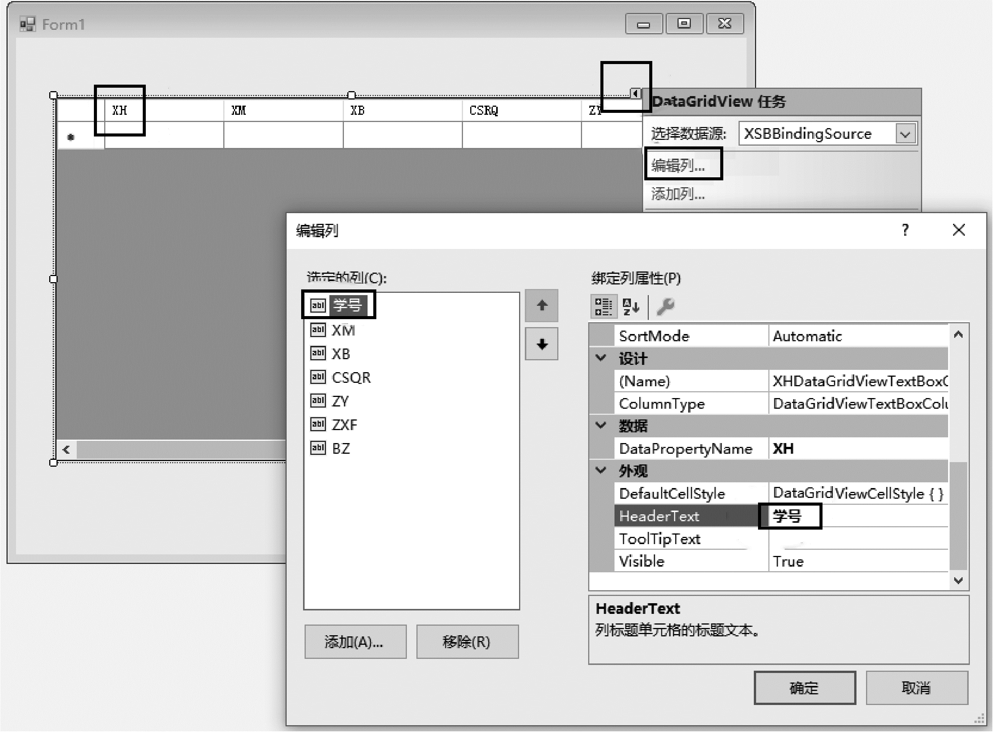 Form1
XH XM XB CSRQ ZY
DataGridView 任务
选择数据源: XSBBindingSource
编辑列...
添加列...
编辑列
选定的列(C):
学号
XM
XB
CSQR
ZY
ZXF
BZ
添加(A)...
移除(R)
绑定列属性(P)
SortMode Automatic
设计
(Name) XHDataGridViewTextBoxC
ColumnType DataGridViewTextBoxColu
数据
DataPropertyName XH
外观
DefaultCellStyle DataGridViewCellStyle { }
HeaderText 学号
ToolTipText
Visible True
HeaderText
列标题单元格的标题文本。
确定
取消